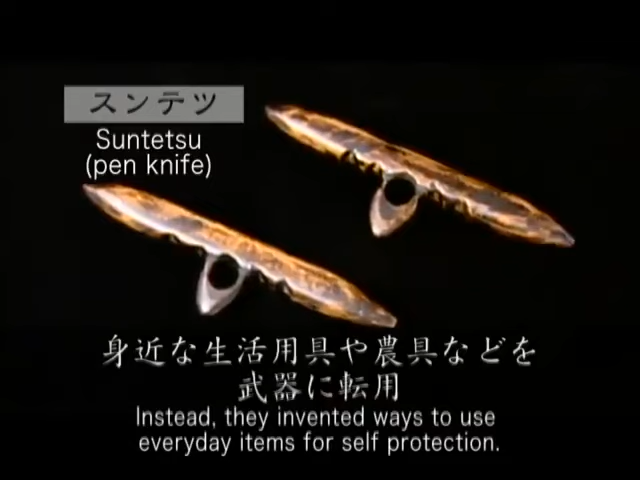 スンテツ
Suntetsu
(pen knife)
身近な生活用具や農具などを
武器に転用
Instead, they invented ways to use
everyday items for self protection.